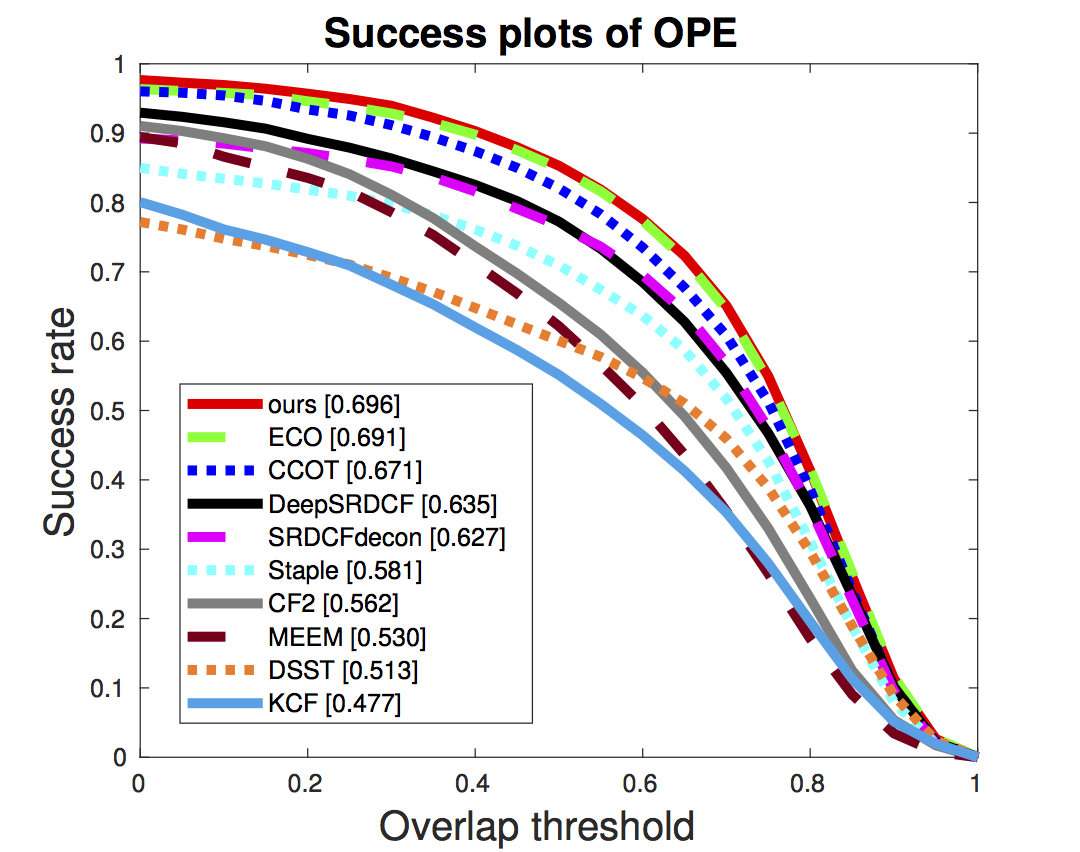 Success plots of OPE
1
0.9
0.8
0.7
0.6
0.5
0.4
0.3
0.2
0.1
0
Success rate
ours [0.696]
ECO [0.691]
CCOT [0.671]
DeepSRDCF [0.635]
SRDCFdecon [0.627]
Staple [0.581]
CF2 [0.562]
MEEM [0.530]
DSST [0.513]
KCF [0.477]
0 0.2 0.4 0.6 0.8 1
Overlap threshold